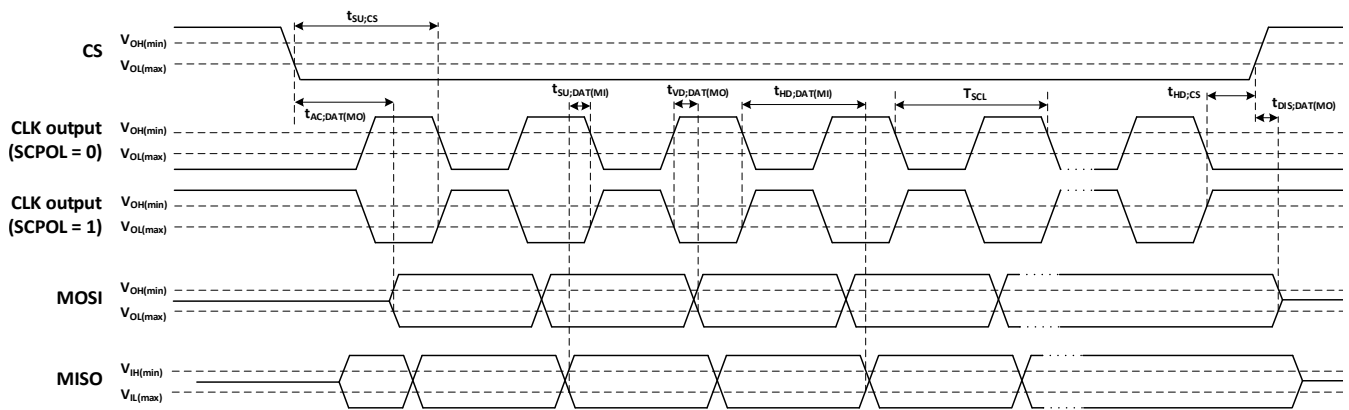 tSU;CS
CS
VOH(min)
VOL(max)
tAC;DAT(MO)
tSU;DAT(MI)
tVD;DAT(MO)
tHD;DAT(MI)
TSCL
tHD;CS
tDIS;DAT(MO)
CLK output
(SCPOL = 0)
VOH(min)
VOL(max)
CLK output
(SCPOL = 1)
VOH(min)
VOL(max)
MOSI
VOH(min)
VOL(max)
MISO
VIH(min)
VIL(max)